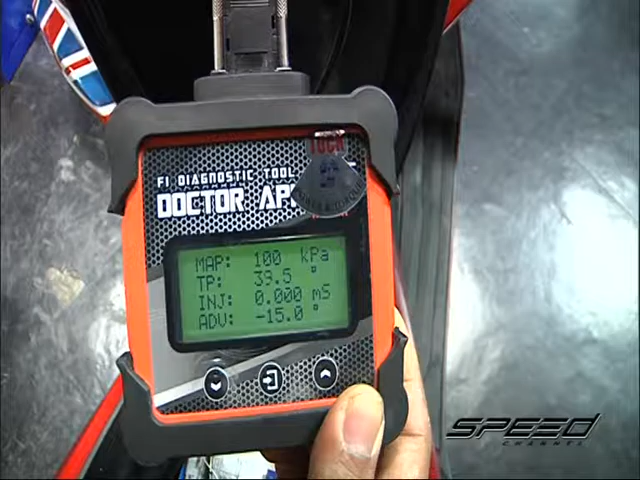 FI DIAGNOSTIC TOOL
DOCTOR
MAP: 100 kPa
TP: 39.5 °
INJ: 0.000 mS
ADV: -15.0 °
SPEED
CHANNEL